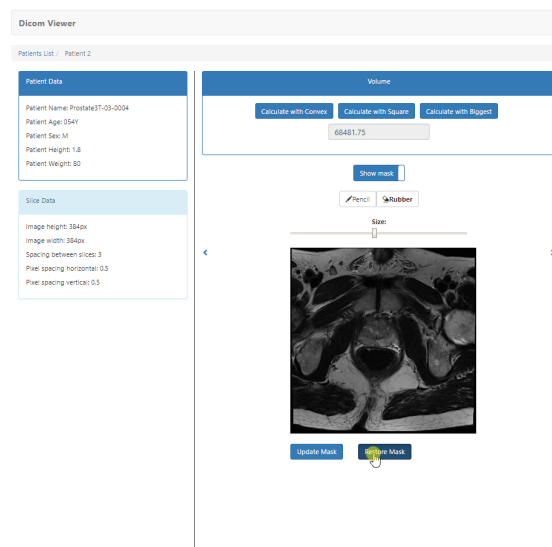 Dicom Viewer
Patients List / Patient 2
Patient Data
Patient Name: Prostate3T-03-0004
Patient Age: 054Y
Patient Sex: M
Patient Height: 1.8
Patient Weight: 80
Slice Data
Image height: 384px
Image width: 384px
Spacing between slices: 3
Pixel spacing horizontal: 0.5
Pixel spacing vertical: 0.5
Volume
Calculate with Convex Calculate with Square Calculate with Biggest
68481.75
Show mask
Pencil Rubber
Size:
Update Mask Restore Mask